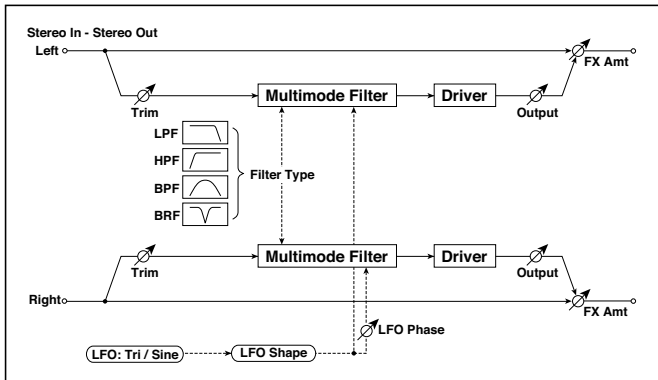 Stereo In - Stereo Out
Left
FX Amt
Trim
Multimode Filter
Driver
Output
LPF
HPF
BPF
BRF
Filter Type
Trim
Multimode Filter
Driver
Output
Right
FX Amt
LFO Phase
LFO: Tri / Sine
LFO Shape